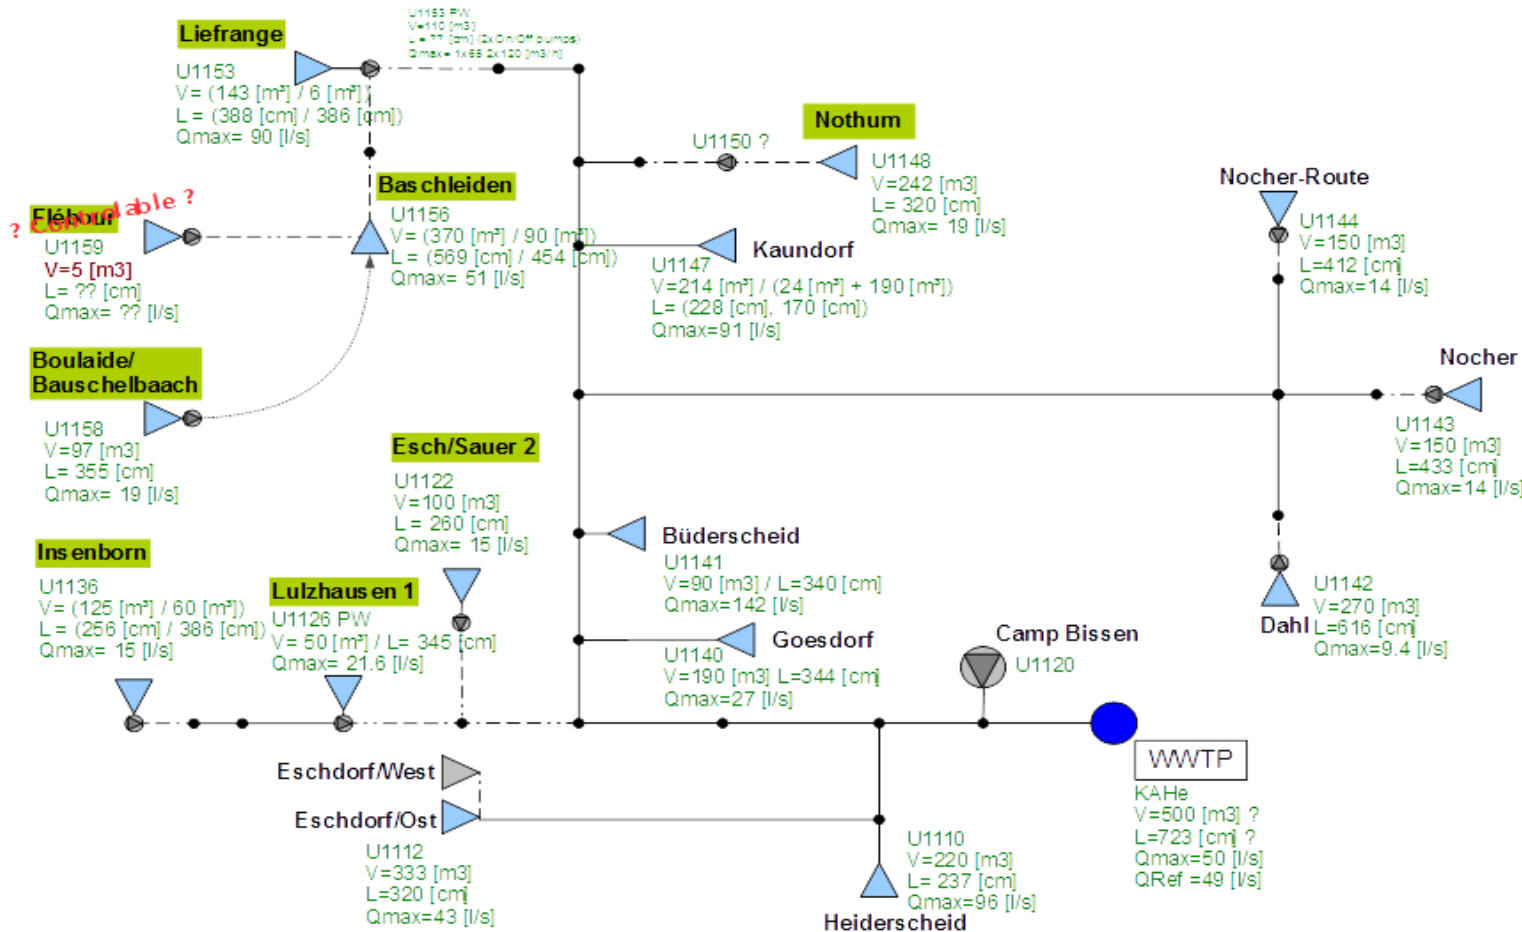 U1153 PW
V=110 [m3]
L = ?? [cm] (2xOn/Off pumps)
Qmax= 1x65 2x120 [m3/h]
Liefrange
U1153
V= (143 [m³] / 6 [m³])
L= (388 [cm] / 386 [cm])
Qmax= 90 [l/s]
Nothum
U1150 ?
U1148
V=242 [m3]
L= 320 [cm]
Qmax= 19 [l/s]
Nocher-Route
U1144
V=150 [m3]
L=412 [cm]
Qmax=14 [l/s]
Baschleiden
U1156
V= (370 [m³] / 90 [m³])
L= (569 [cm] / 454 [cm])
Qmax= 51 [l/s]
? Controlable ?
U1159
V=5 [m3]
L= ?? [cm]
Qmax= ?? [l/s]
Kaundorf
U1147
V=214 [m³] / (24 [m³] + 190 [m³])
L= (228 [cm], 170 [cm])
Qmax=91 [l/s]
Boulaide/
Bauschelbaach
U1158
V=97 [m3]
L= 355 [cm]
Qmax= 19 [l/s]
Nocher
U1143
V=150 [m3]
L=433 [cm]
Qmax=14 [l/s]
Esch/Sauer 2
U1122
V=100 [m3]
L= 260 [cm]
Qmax= 15 [l/s]
Büderscheid
U1141
V=90 [m3] / L=340 [cm]
Qmax=142 [l/s]
Insenborn
U1136
V= (125 [m³] / 60 [m³])
L= (256 [cm] / 386 [cm])
Qmax= 15 [l/s]
Lulzhausen 1
U1126 PW
V= 50 [m³] / L= 345 [cm]
Qmax= 21.6 [l/s]
Goesdorf
U1140
V=190 [m3] L=344 [cm]
Qmax=27 [l/s]
Camp Bissen
U1120
Dahl
U1142
V=270 [m3]
L=616 [cm]
Qmax=9.4 [l/s]
Eschdorf/West
Eschdorf/Ost
U1112
V=333 [m3]
L=320 [cm]
Qmax=43 [l/s]
U1110
V=220 [m3]
L= 237 [cm]
Qmax=96 [l/s]
Heiderscheid
WWTP
KAHe
V=500 [m3] ?
L=723 [cm] ?
Qmax=50 [l/s]
QRef =49 [l/s]